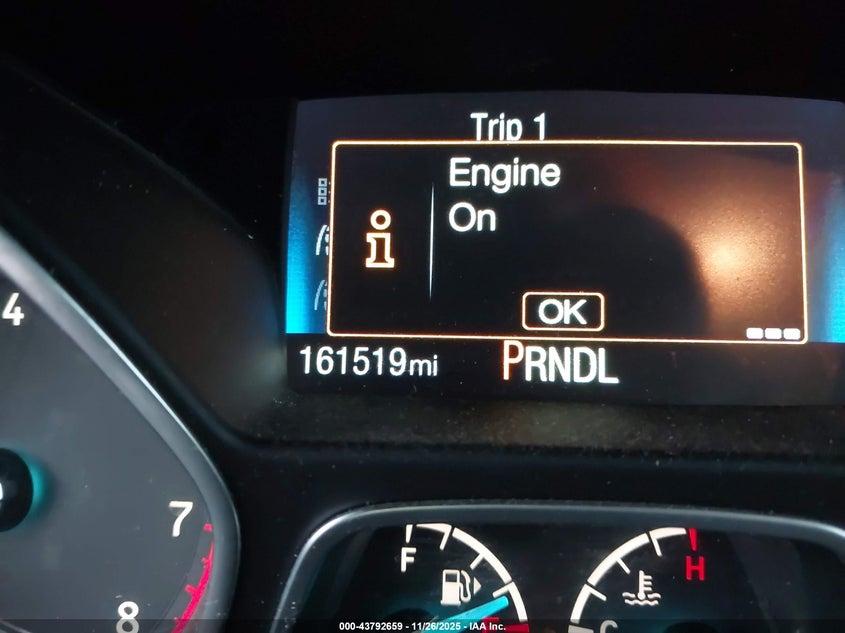 Trip 1
Engine
On
OK
161519mi PRNDL
4
7
8
F
H
C
000-43792659 - 11/26/2025 - IAA Inc.